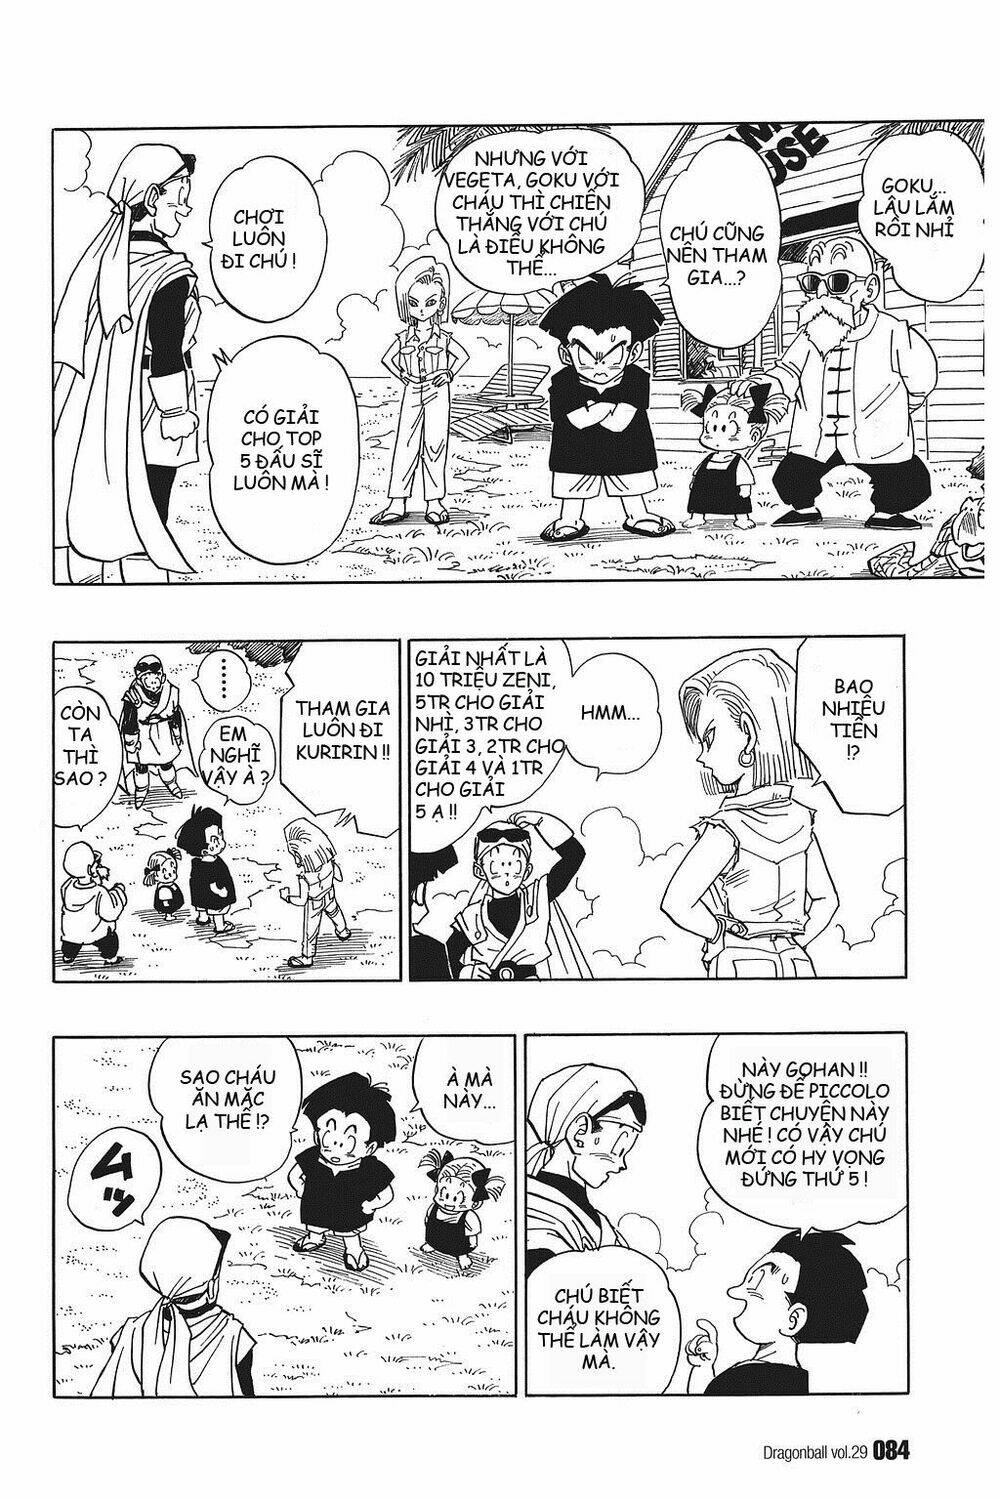 GOKU...
LÂU LẮM
RỒI NHỈ
CHÚ CŨNG
NÊN THAM
GIA...?
NHƯNG VỚI
VEGETA, GOKU VỚI
CHÁU THÌ CHIẾN
THẮNG VỚI CHÚ
LÀ ĐIỀU KHÔNG
THỂ...
CHƠI
LUÔN
ĐI CHÚ !
CÓ GIẢI
CHO TOP
5 ĐẤU SĨ
LUÔN MÀ !
BAO
NHIÊU
TIỀN
!?
HMM...
GIẢI NHẤT LÀ
10 TRIỆU ZENI,
5TR CHO GIẢI
NHÌ, 3TR CHO
GIẢI 3, 2TR CHO
GIẢI 4 VÀ 1TR
CHO GIẢI
5 Ạ !!
THAM GIA
LUÔN ĐI
KURIRIN !!
......
EM
NGHĨ
VẬY À ?
CÒN
TA
THÌ
SAO ?
NÀY GOHAN !!
ĐỪNG ĐỂ PICCOLO
BIẾT CHUYỆN NÀY
NHÉ ! CÓ VẬY CHÚ
MỚI CÓ HY VỌNG
ĐỨNG THỨ 5 !
CHÚ BIẾT
CHÁU KHÔNG
THỂ LÀM VẬY
MÀ.
À MÀ
NÀY...
SAO CHÁU
ĂN MẶC
LẠ THẾ !?
ムッ
Dragonball vol.29 084